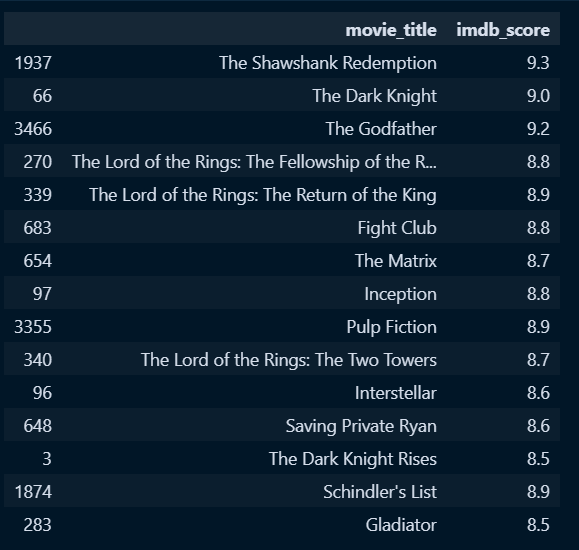 movie_title imdb_score
1937 The Shawshank Redemption 9.3
66 The Dark Knight 9.0
3466 The Godfather 9.2
270 The Lord of the Rings: The Fellowship of the R... 8.8
339 The Lord of the Rings: The Return of the King 8.9
683 Fight Club 8.8
654 The Matrix 8.7
97 Inception 8.8
3355 Pulp Fiction 8.9
340 The Lord of the Rings: The Two Towers 8.7
96 Interstellar 8.6
648 Saving Private Ryan 8.6
3 The Dark Knight Rises 8.5
1874 Schindler's List 8.9
283 Gladiator 8.5